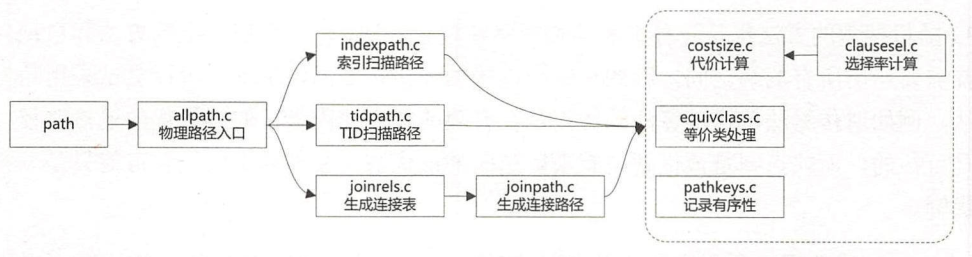 path
allpath.c
物理路径入口
indexpath.c
索引扫描路径
tidpath.c
TID扫描路径
joinrels.c
生成连接表
joinpath.c
生成连接路径
costsize.c
代价计算
clausesel.c
选择率计算
equivclass.c
等价类处理
pathkeys.c
记录有序性